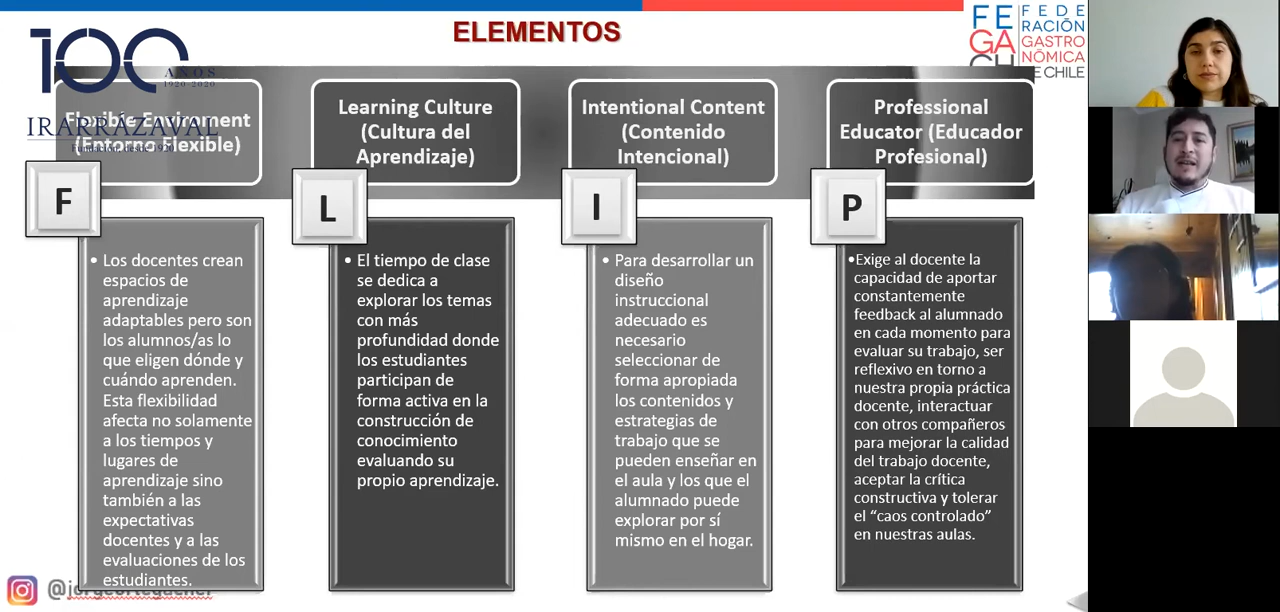 ELEMENTOS
100
AÑOS
1920-2020
IRARRÁZAVAL
Fundación, desde 1920
FE
GA
CH
FEDE
RACIÓN
GASTRO
NÓMICA
DE CHILE
Flexible Enviroment
(Entorno Flexible)
F
• Los docentes crean
espacios de
aprendizaje
adaptables pero son
los alumnos/as lo
que eligen dónde y
cuándo aprenden.
Esta flexibilidad
afecta no solamente
a los tiempos y
lugares de
aprendizaje sino
también a las
expectativas
docentes y a las
evaluaciones de los
estudiantes.
Learning Culture
(Cultura del
Aprendizaje)
L
• El tiempo de clase
se dedica a
explorar los temas
con más
profundidad donde
los estudiantes
participan de
forma activa en la
construcción de
conocimiento
evaluando su
propio aprendizaje.
Intentional Content
(Contenido
Intencional)
I
• Para desarrollar un
diseño
instruccional
adecuado es
necesario
seleccionar de
forma apropiada
los contenidos y
estrategias de
trabajo que se
pueden enseñar en
el aula y los que el
alumnado puede
explorar por sí
mismo en el hogar.
Professional
Educator (Educador
Profesional)
P
•Exige al docente la
capacidad de aportar
constantemente
feedback al alumnado
en cada momento para
evaluar su trabajo, ser
reflexivo en torno a
nuestra propia práctica
docente, interactuar
con otros compañeros
para mejorar la calidad
del trabajo docente,
aceptar la crítica
constructiva y tolerar
el “caos controlado”
en nuestras aulas.
@jorgeortegachef